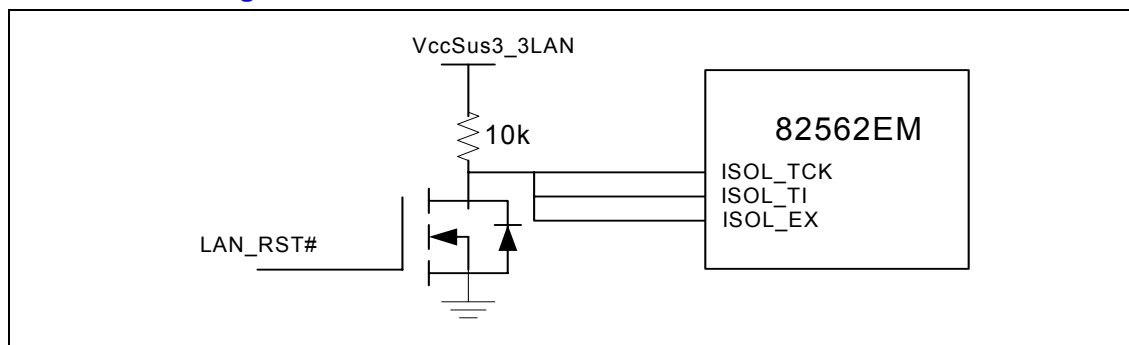 VccSus3_3LAN
10k
82562EM
ISOL_TCK
ISOL_TI
ISOL_EX
LAN_RST#